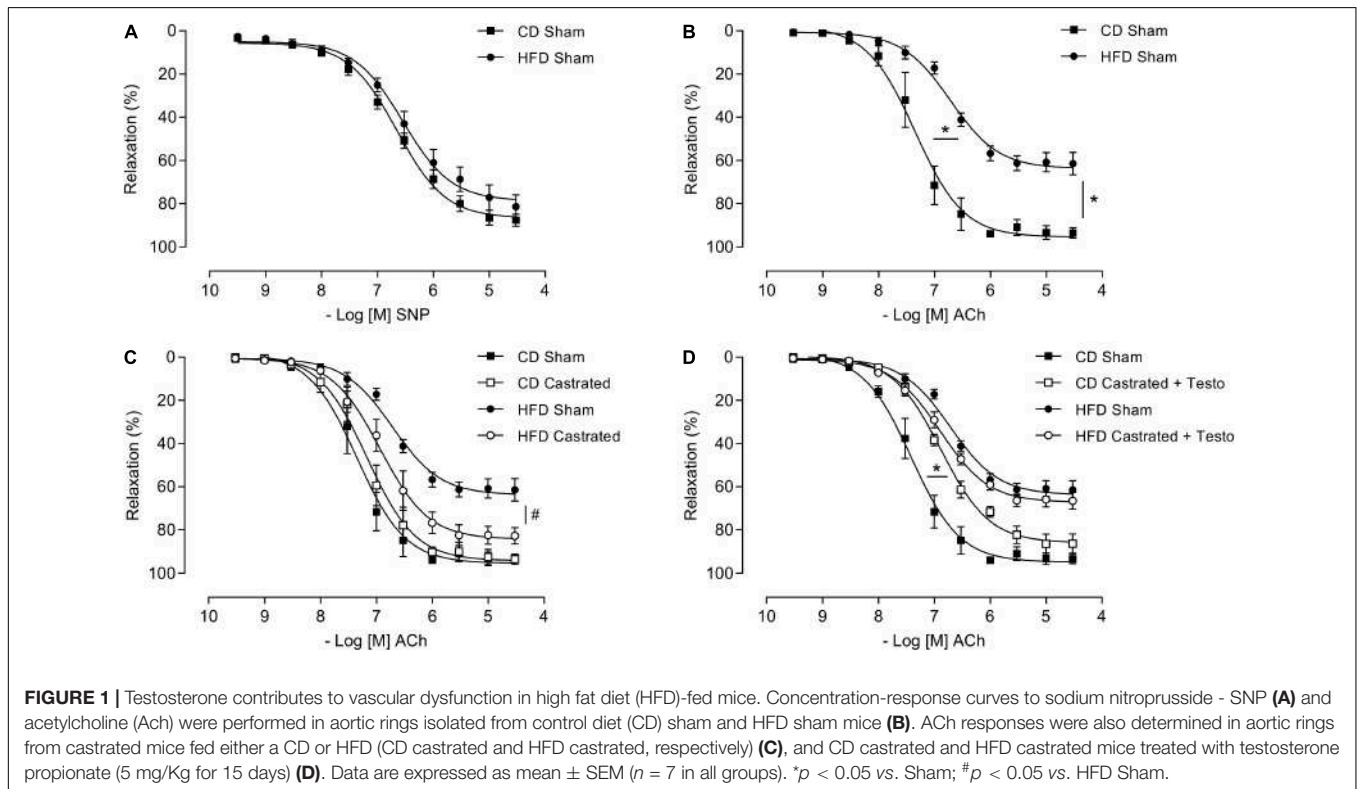 A
CD Sham
HFD Sham
0
20
40
60
80
100
Relaxation (%)
10 9 8 7 6 5 4
- Log [M] SNP
B
CD Sham
HFD Sham
0
20
40
60
80
100
Relaxation (%)
*
*
10 9 8 7 6 5 4
- Log [M] ACh
C
CD Sham
CD Castrated
HFD Sham
HFD Castrated
0
20
40
60
80
100
Relaxation (%)
#
10 9 8 7 6 5 4
- Log [M] ACh
D
CD Sham
CD Castrated + Testo
HFD Sham
HFD Castrated + Testo
0
20
40
60
80
100
Relaxation (%)
*
10 9 8 7 6 5 4
- Log [M] ACh
FIGURE 1 | Testosterone contributes to vascular dysfunction in high fat diet (HFD)-fed mice. Concentration-response curves to sodium nitroprusside - SNP (A) and
acetylcholine (Ach) were performed in aortic rings isolated from control diet (CD) sham and HFD sham mice (B). ACh responses were also determined in aortic rings
from castrated mice fed either a CD or HFD (CD castrated and HFD castrated, respectively) (C), and CD castrated and HFD castrated mice treated with testosterone
propionate (5 mg/Kg for 15 days) (D). Data are expressed as mean ± SEM (n = 7 in all groups). *p < 0.05 vs. Sham; #p < 0.05 vs. HFD Sham.